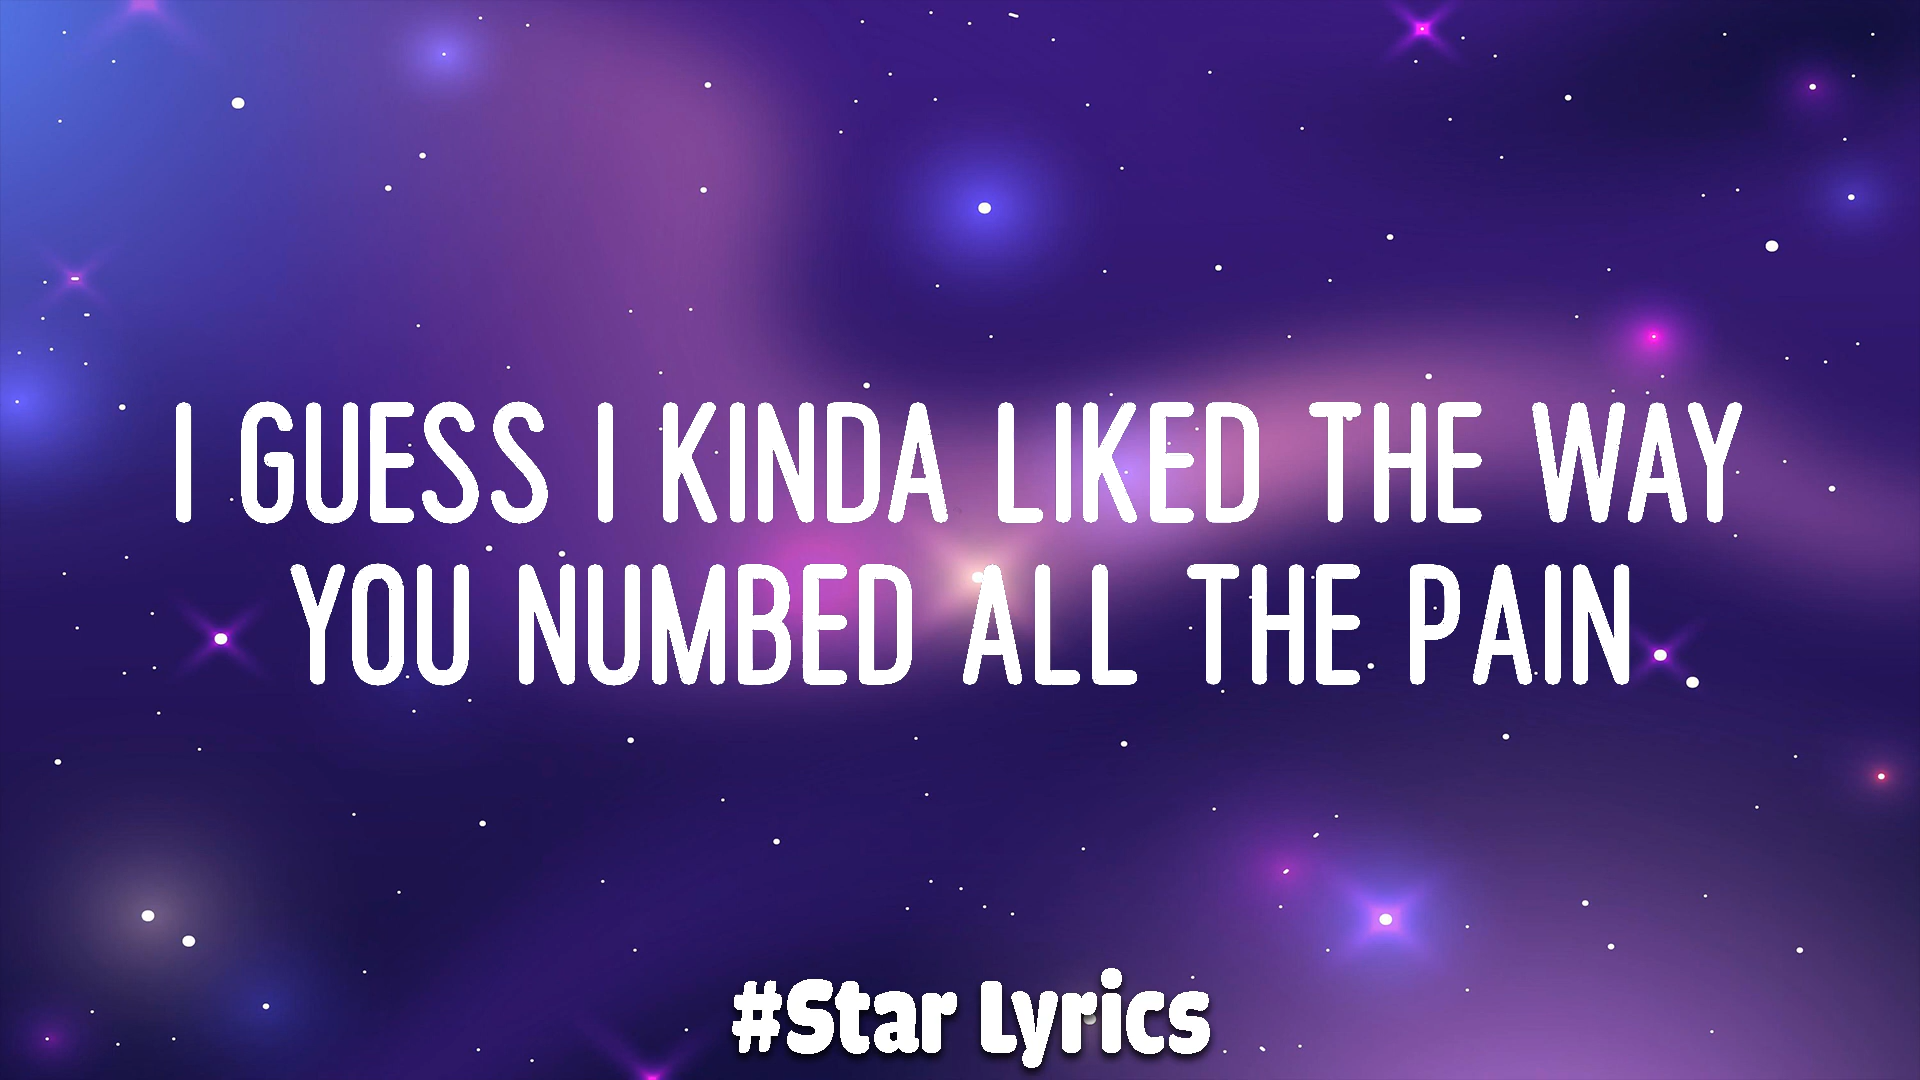 I GUESS I KINDA LIKED THE WAY
YOU NUMBED ALL THE PAIN
#Star Lyrics